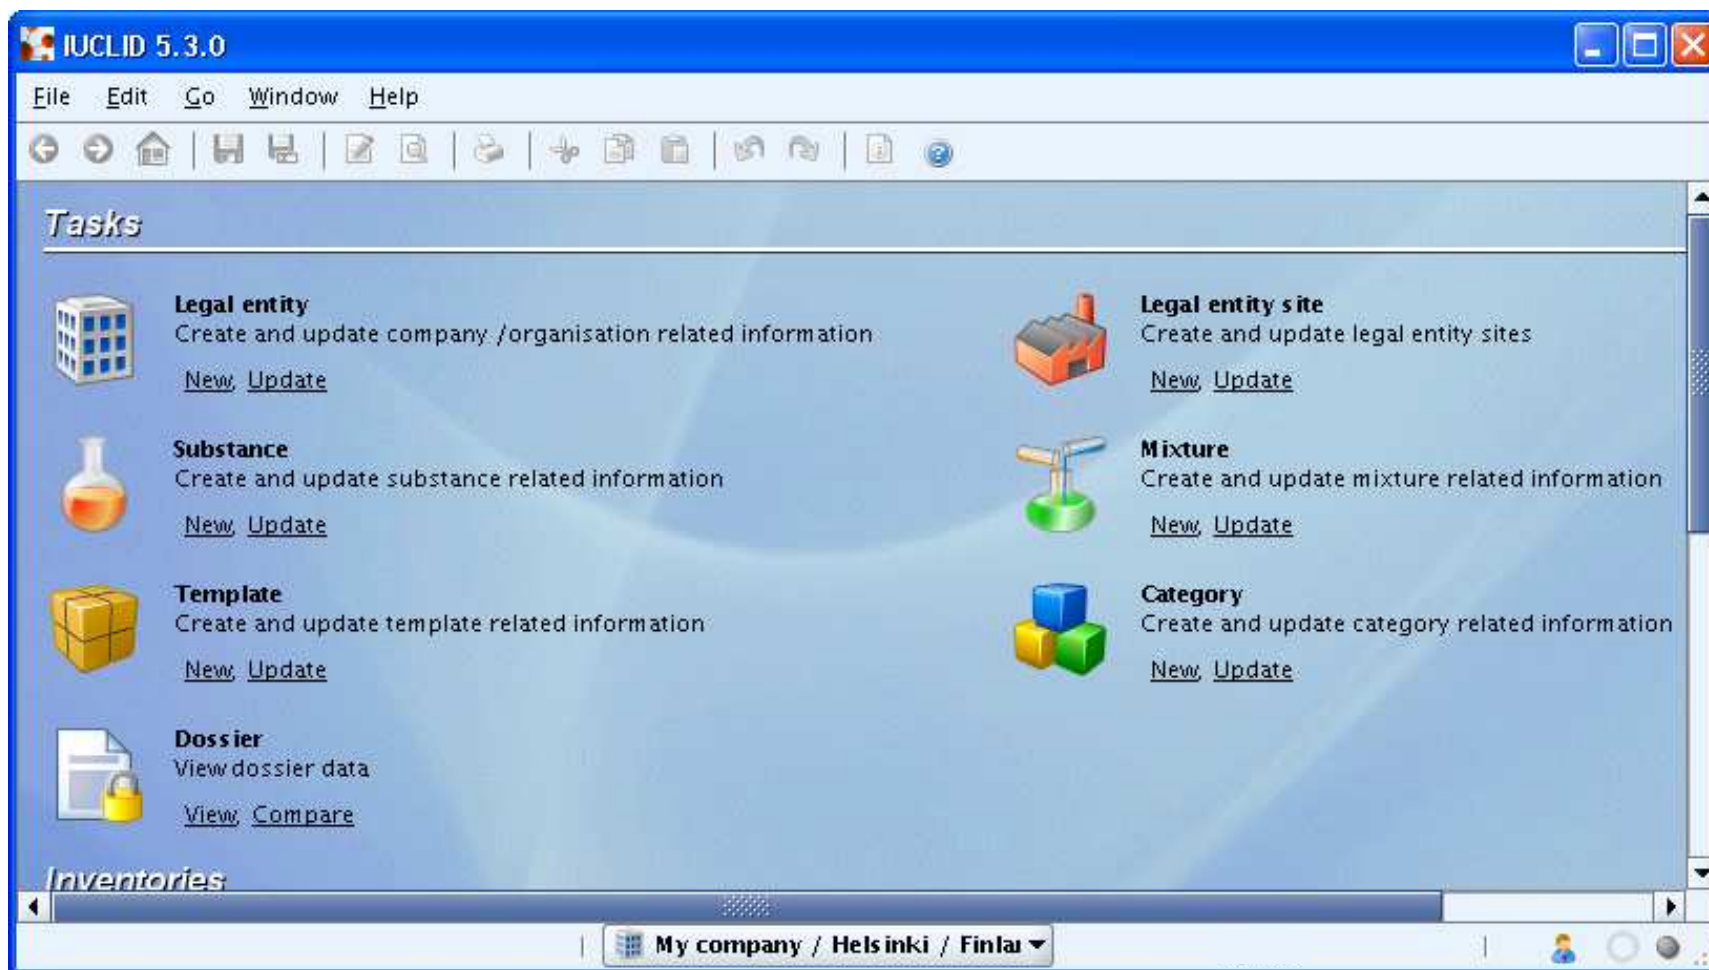 IUCLID 5.3.0
File Edit Go Window Help
Tasks
Legal entity
Create and update company /organisation related information
New, Update
Legal entity site
Create and update legal entity sites
New, Update
Substance
Create and update substance related information
New, Update
Mixture
Create and update mixture related information
New, Update
Template
Create and update template related information
New, Update
Category
Create and update category related information
New, Update
Dossier
View dossier data
View, Compare
Inventories
My company / Helsinki / Finlai